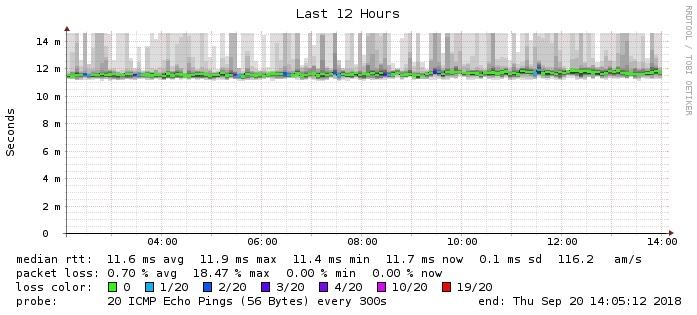 Last 12 Hours
RRDTOOL / TOBI OETIKER
Seconds
14 m
12 m
10 m
8 m
6 m
4 m
2 m
0
04:00 06:00 08:00 10:00 12:00 14:00
median rtt: 11.6 ms avg 11.9 ms max 11.4 ms min 11.7 ms now 0.1 ms sd 116.2 am/s
packet loss: 0.70 % avg 18.47 % max 0.00 % min 0.00 % now
loss color: 0 1/20 2/20 3/20 4/20 10/20 19/20
probe: 20 ICMP Echo Pings (56 Bytes) every 300s end: Thu Sep 20 14:05:12 2018